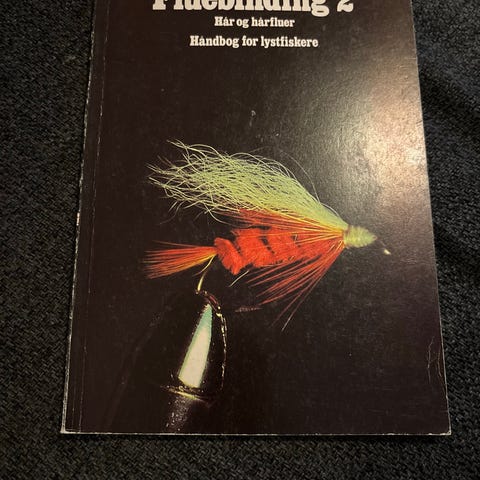 Fluebinding 2
Hår og hårfluer
Håndbog for lystfiskere